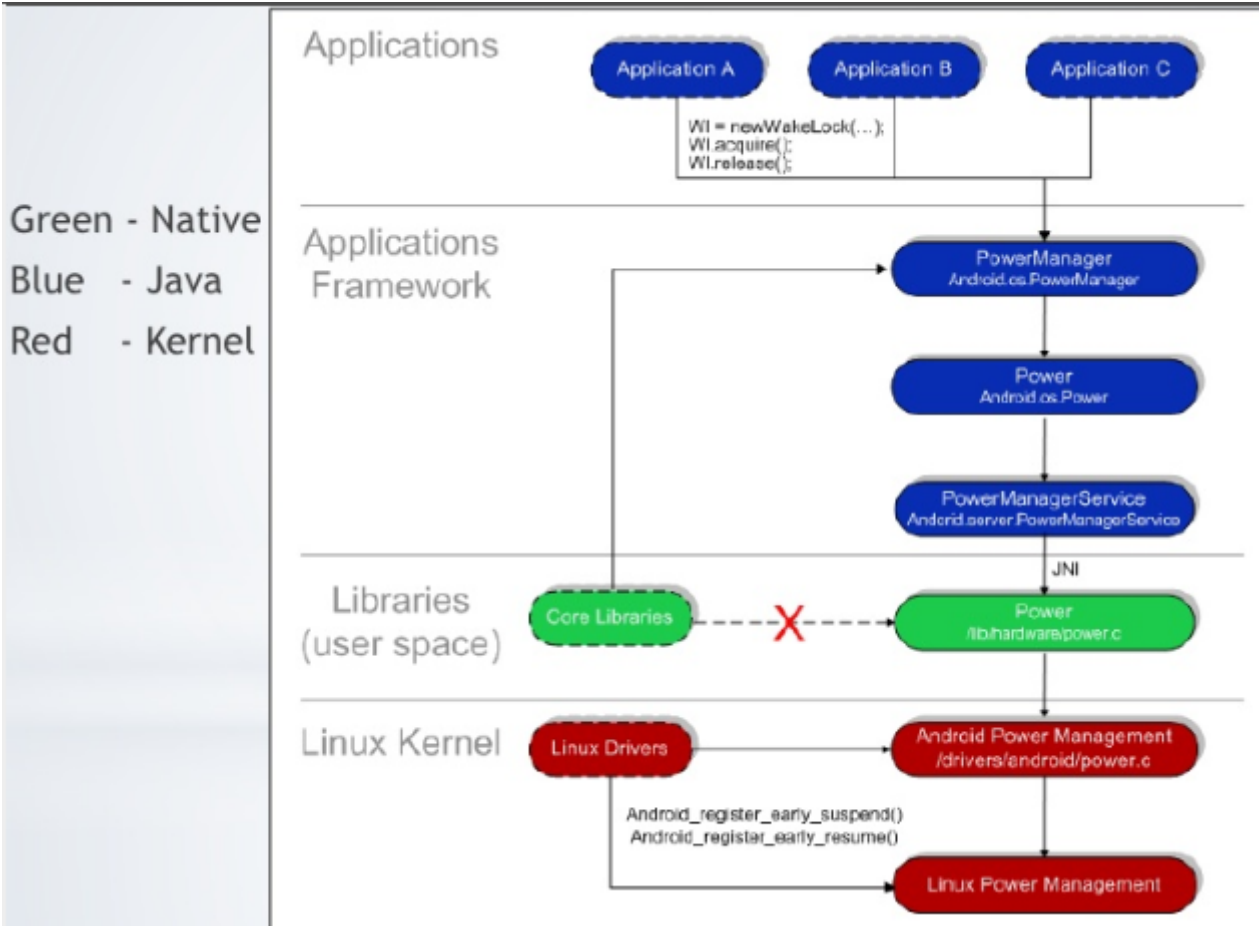 Green - Native
Blue - Java
Red - Kernel
Applications
Application A
Application B
Application C
Wl = newWakeLock(...);
Wl.acquire();
Wl.release();
Applications
Framework
PowerManager
Android.os.PowerManager
Power
Android.os.Power
PowerManagerService
Andorid.server.PowerManagerService
JNI
Libraries
(user space)
Core Libraries
X
Power
/lib/hardware/power.c
Linux Kernel
Linux Drivers
Android Power Management
/drivers/android/power.c
Android_register_early_suspend()
Android_register_early_resume()
Linux Power Management